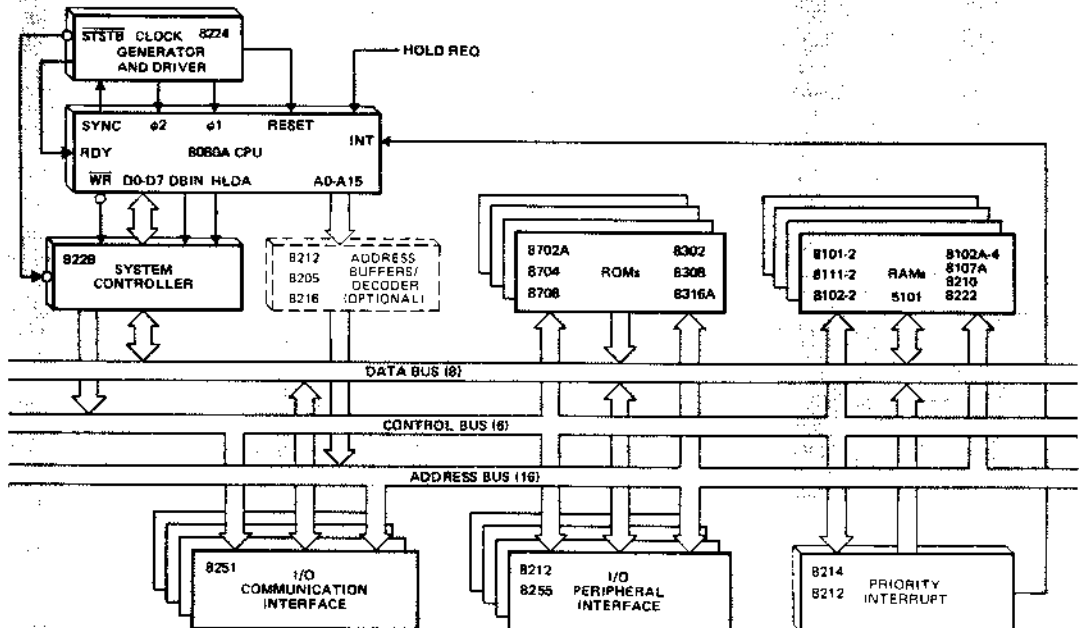 STSTB CLOCK 8224
GENERATOR
AND DRIVER
HOLD REQ
SYNC φ2 φ1 RESET
INT
RDY 8080A CPU
WR D0-D7 DBIN HLDA A0-A15
8228
SYSTEM
CONTROLLER
8212 ADDRESS
8205 BUFFERS/
DECODER
8216 (OPTIONAL)
8702A 8302
8704 ROMs 8308
8708 8316A
8101-2 8102A-4
8111-2 RAMs 8107A
8102-2 5101 8210
8222
DATA BUS (8)
CONTROL BUS (6)
ADDRESS BUS (16)
8251 I/O
COMMUNICATION
INTERFACE
8212 I/O
8255 PERIPHERAL
INTERFACE
8214 PRIORITY
8212 INTERRUPT